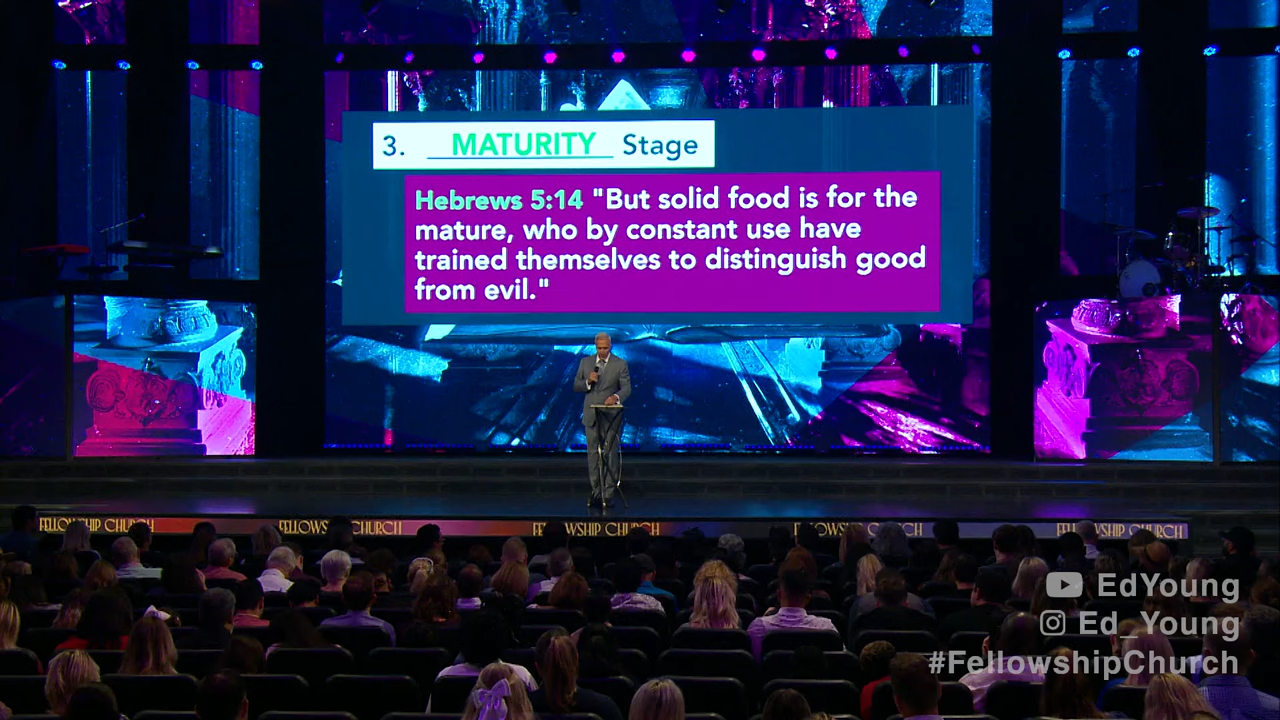 3. MATURITY Stage
Hebrews 5:14 "But solid food is for the
mature, who by constant use have
trained themselves to distinguish good
from evil."
FELLOWSHIP CHURCH
FELLOWSHIP CHURCH
FELLOWSHIP CHURCH
FELLOWSHIP CHURCH
FELLOWSHIP CHURCH
EdYoung
Ed_Young
#FellowshipChurch